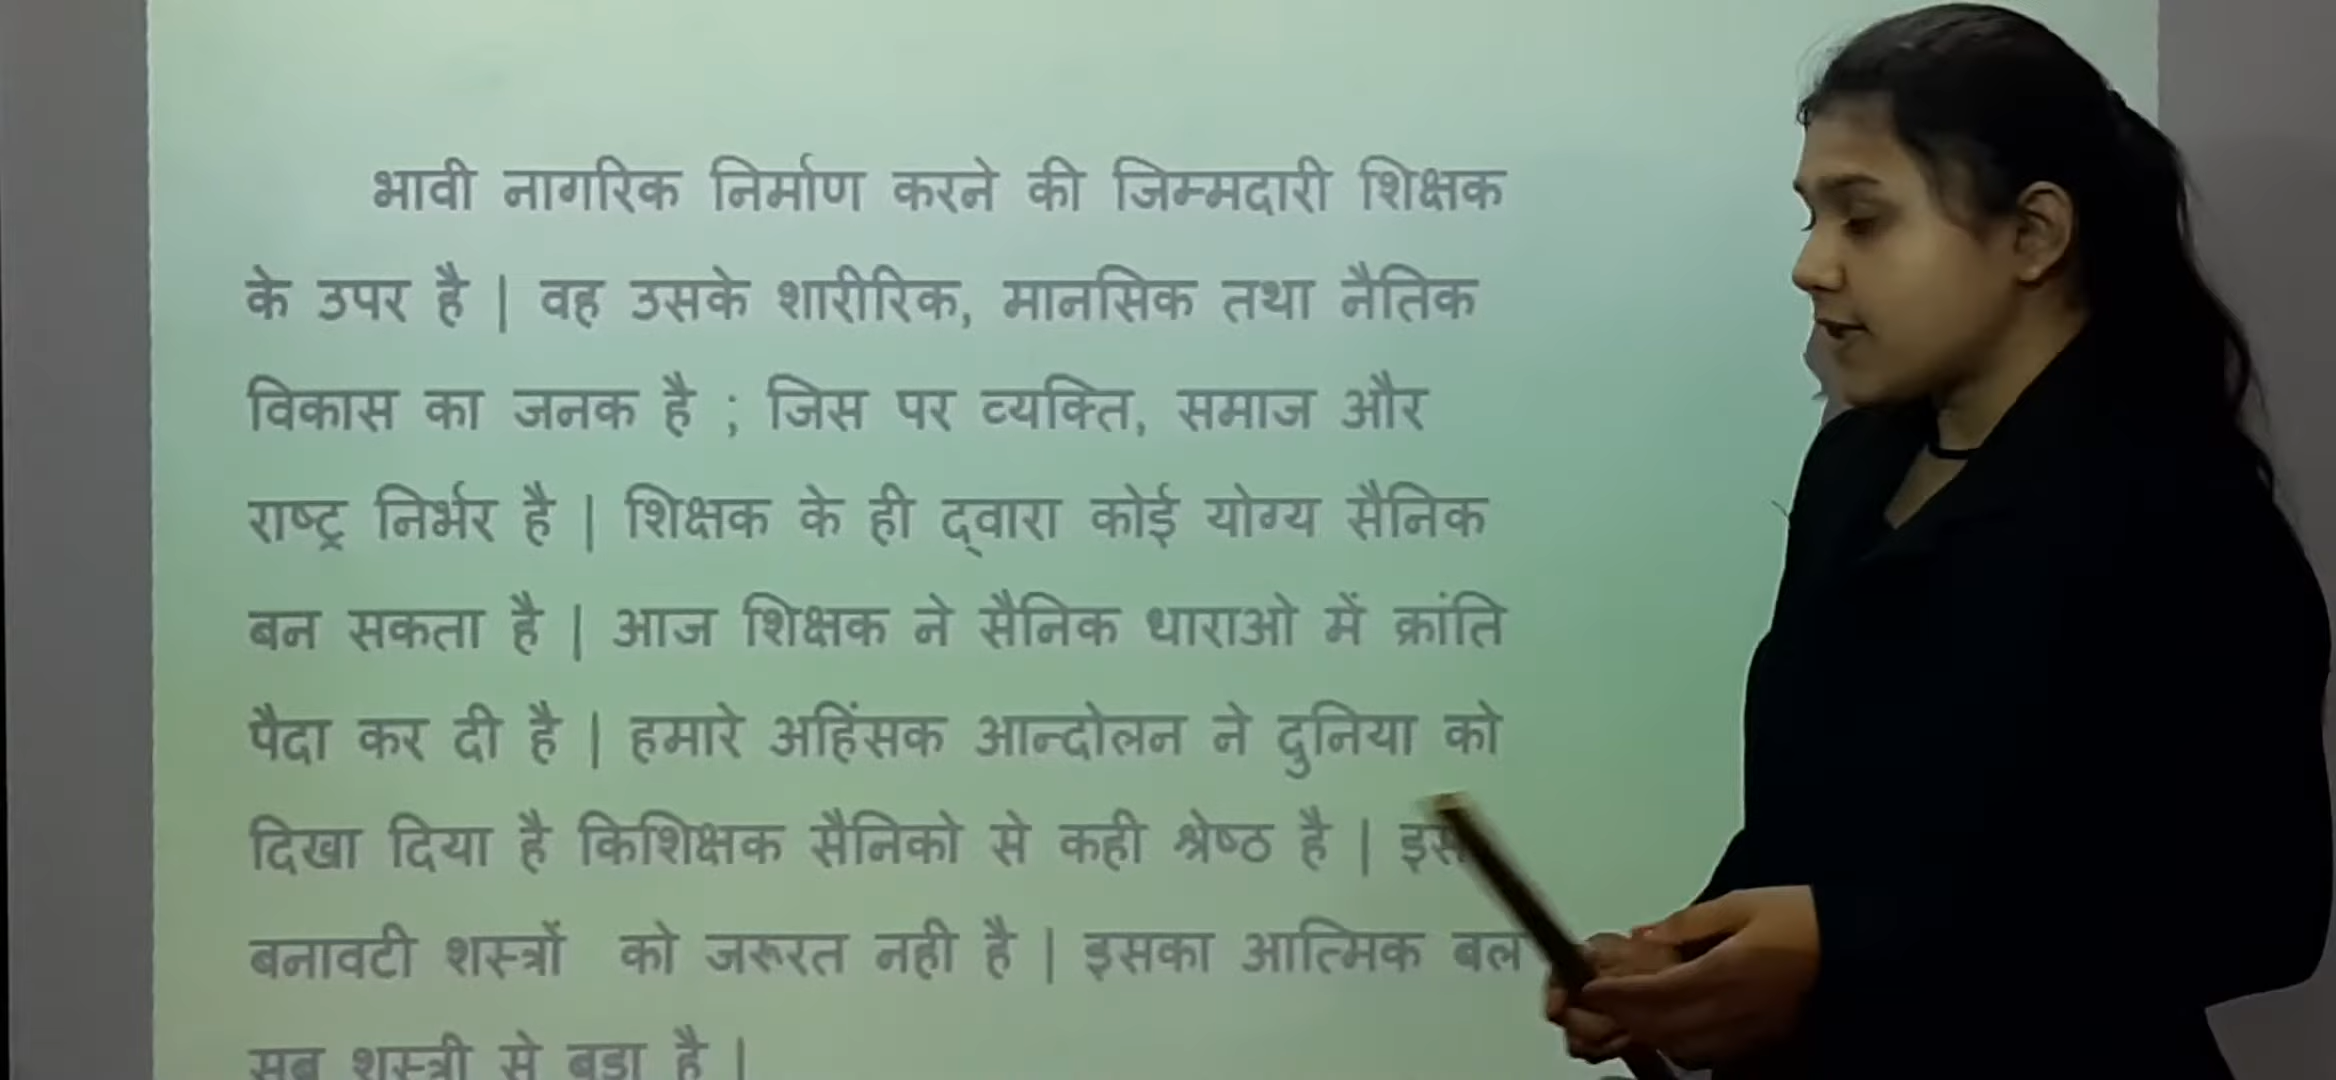 भावी नागरिक निर्माण करने की जिम्मदारी शिक्षक
के उपर है | वह उसके शारीरिक, मानसिक तथा नैतिक
विकास का जनक है ; जिस पर व्यक्ति, समाज और
राष्ट्र निर्भर है | शिक्षक के ही द्वारा कोई योग्य सैनिक
बन सकता है | आज शिक्षक ने सैनिक धाराओ में क्रांति
पैदा कर दी है | हमारे अहिंसक आन्दोलन ने दुनिया को
दिखा दिया है किशिक्षक सैनिको से कही श्रेष्ठ है |
बनावटी शस्त्रों को जरूरत नही है | इसका आत्मिक बल
सब शस्त्री से बडा है |